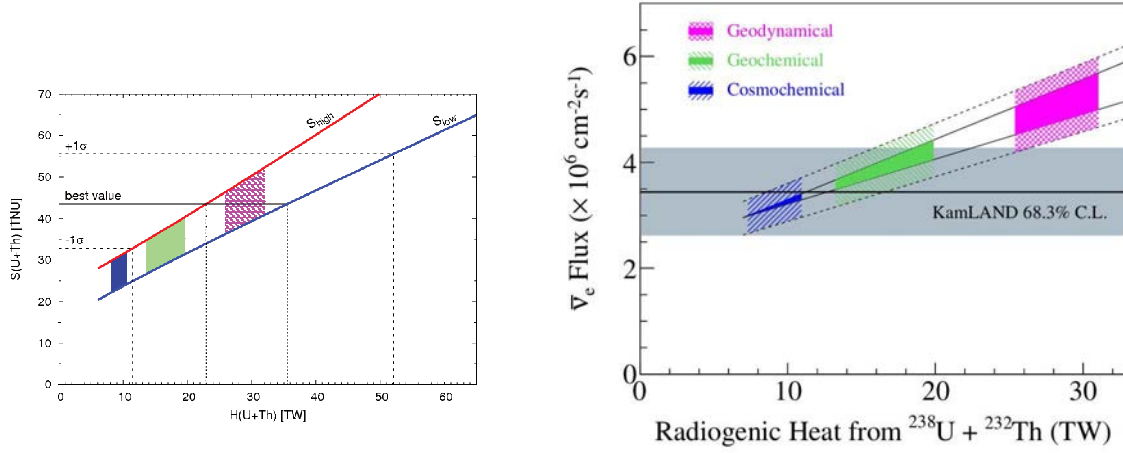 70
60
50
40
30
20
10
0
S(U+Th) [TNU]
+1σ
best value
-1σ
S_high
S_low
0 10 20 30 40 50 60
H(U+Th) [TW]
Geodynamical
Geochemical
Cosmochemical
6
4
2
0
ν̄e Flux (× 10⁶ cm⁻²s⁻¹)
KamLAND 68.3% C.L.
0 10 20 30
Radiogenic Heat from ²³⁸U + ²³²Th (TW)